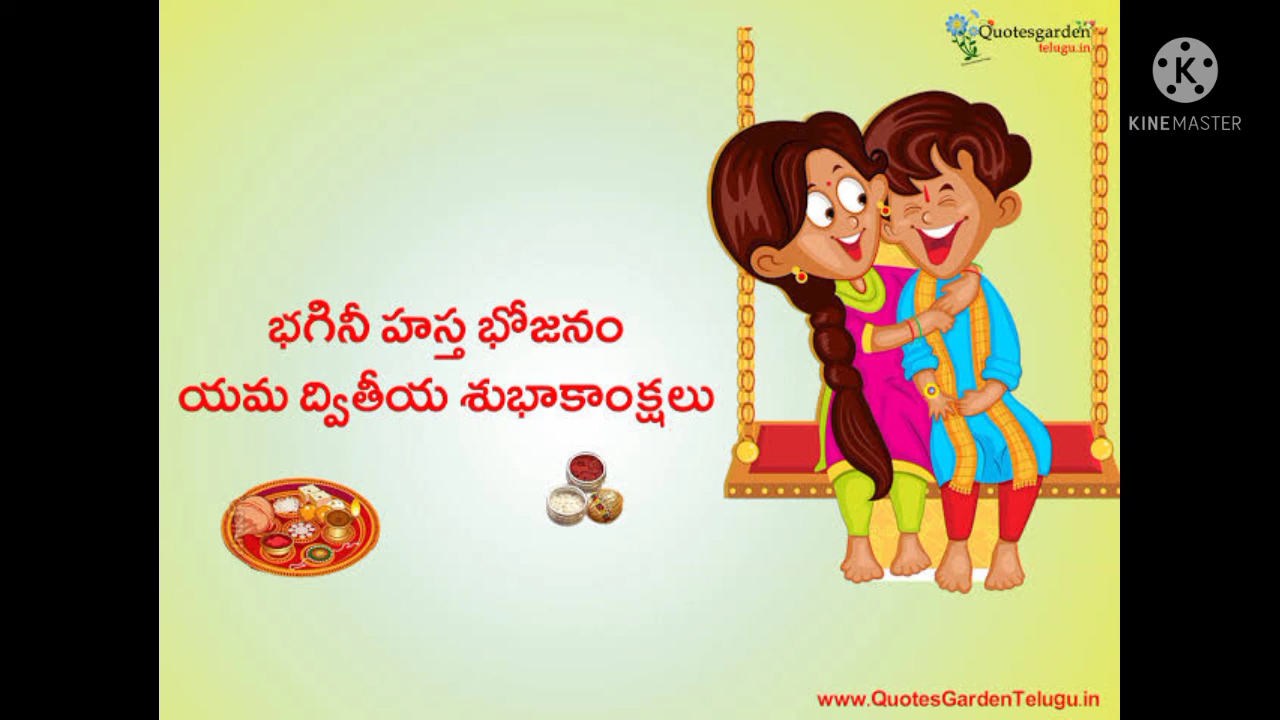 Quotesgarden
telugu.in
KINEMASTER
భగినీ హస్త భోజనం
యమ ద్వితీయ శుభాకాంక్షలు
www.QuotesGardenTelugu.in